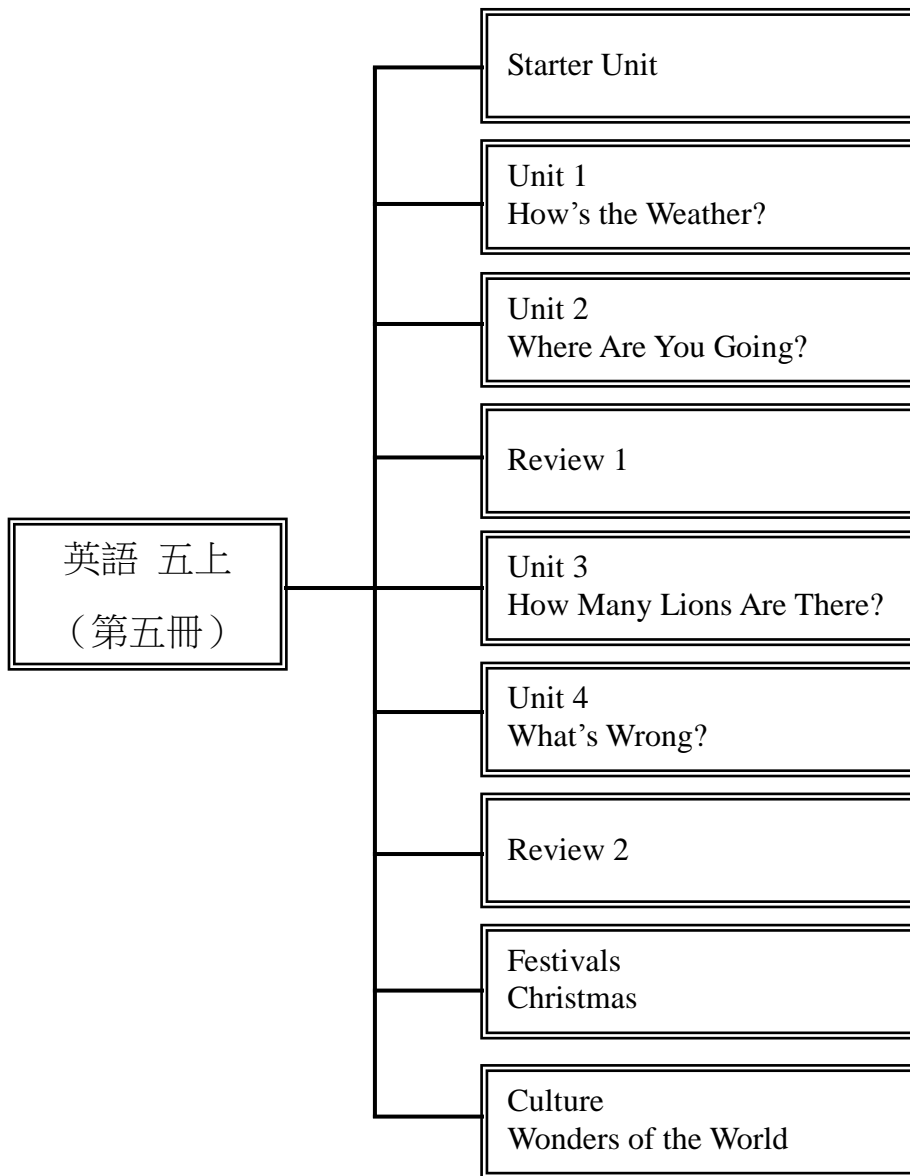 Starter Unit
Unit 1
How's the Weather?
Unit 2
Where Are You Going?
Review 1
英語 五上
（第五冊）
Unit 3
How Many Lions Are There?
Unit 4
What's Wrong?
Review 2
Festivals
Christmas
Culture
Wonders of the World